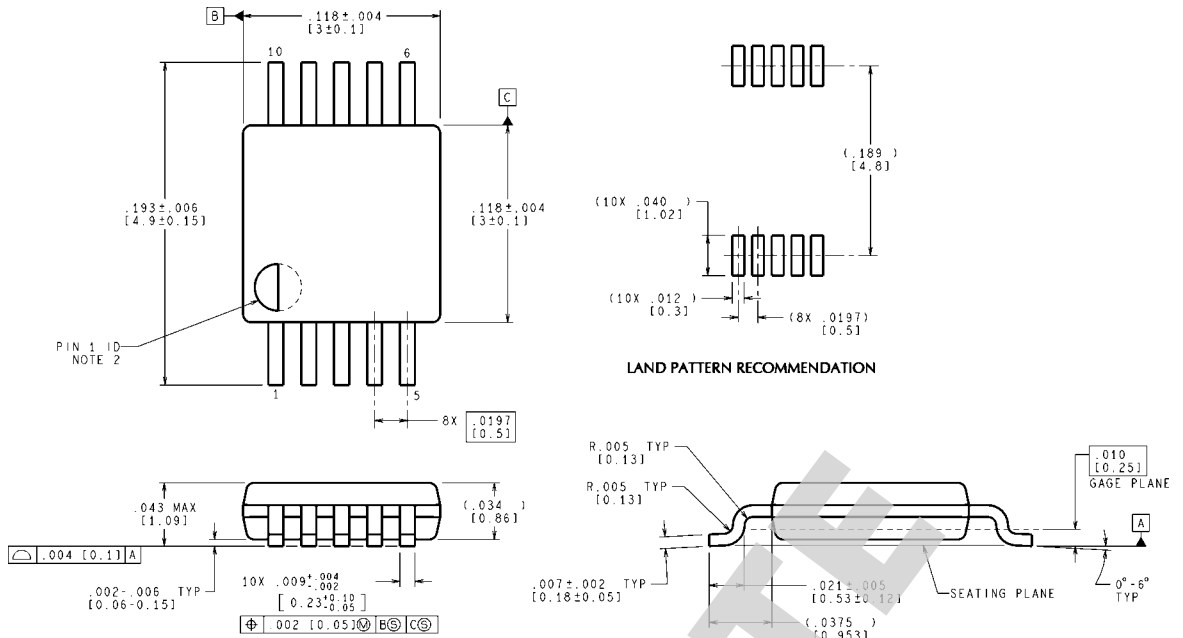 B
.118±.004
[3±0.1]
10
6
C
.193±.006
[4.9±0.15]
.118±.004
[3±0.1]
PIN 1 ID
NOTE 2
1
5
8X .0197
[0.5]
(.189 )
[4.8]
(10X .040 )
[1.02]
(10X .012 )
[0.3]
(8X .0197)
[0.5]
LAND PATTERN RECOMMENDATION
.043 MAX
[1.09]
(.034 )
[0.86]
.004 [0.1] A
.002-.006 TYP
[0.06-0.15]
10X .009 +.004 -.002
[ 0.23 +0.10 -0.05 ]
⌖ .002 [0.05] Ⓜ BⓈ CⓈ
R.005 TYP
[0.13]
R.005 TYP
[0.13]
.010
[0.25]
GAGE PLANE
A
.007±.002 TYP
[0.18±0.05]
.021±.005
[0.53±0.12]
SEATING PLANE
0°-6°
TYP
(.0375 )
[0.953]
TE